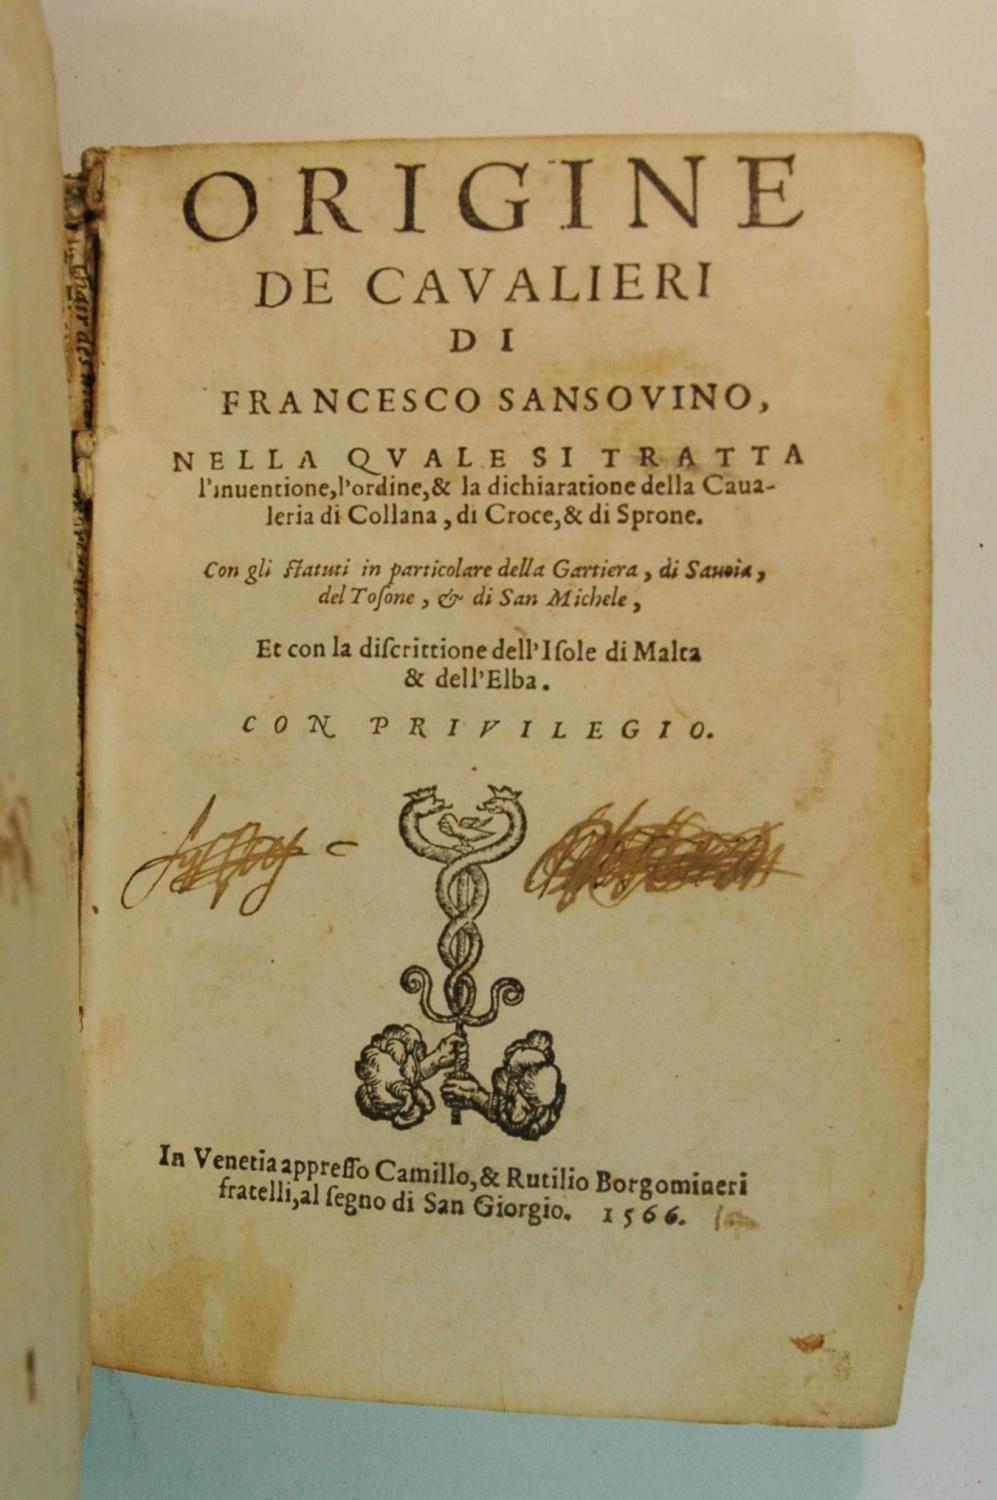 ORIGINE
DE CAVALIERI
DI
FRANCESCO SANSOVINO,
NELLA QVALE SI TRATTA
l'inuentione, l'ordine, & la dichiaratione della Caua-
leria di Collana, di Croce, & di Sprone.
Con gli ſtatuti in particolare della Gartiera, di Sauoia,
del Toſone, & di San Michele,
Et con la diſcrittione dell'Iſole di Malta
& dell'Elba.
CON PRIVILEGIO.
In Venetia appreſſo Camillo, & Rutilio Borgomineri
fratelli, al ſegno di San Giorgio. 1566.